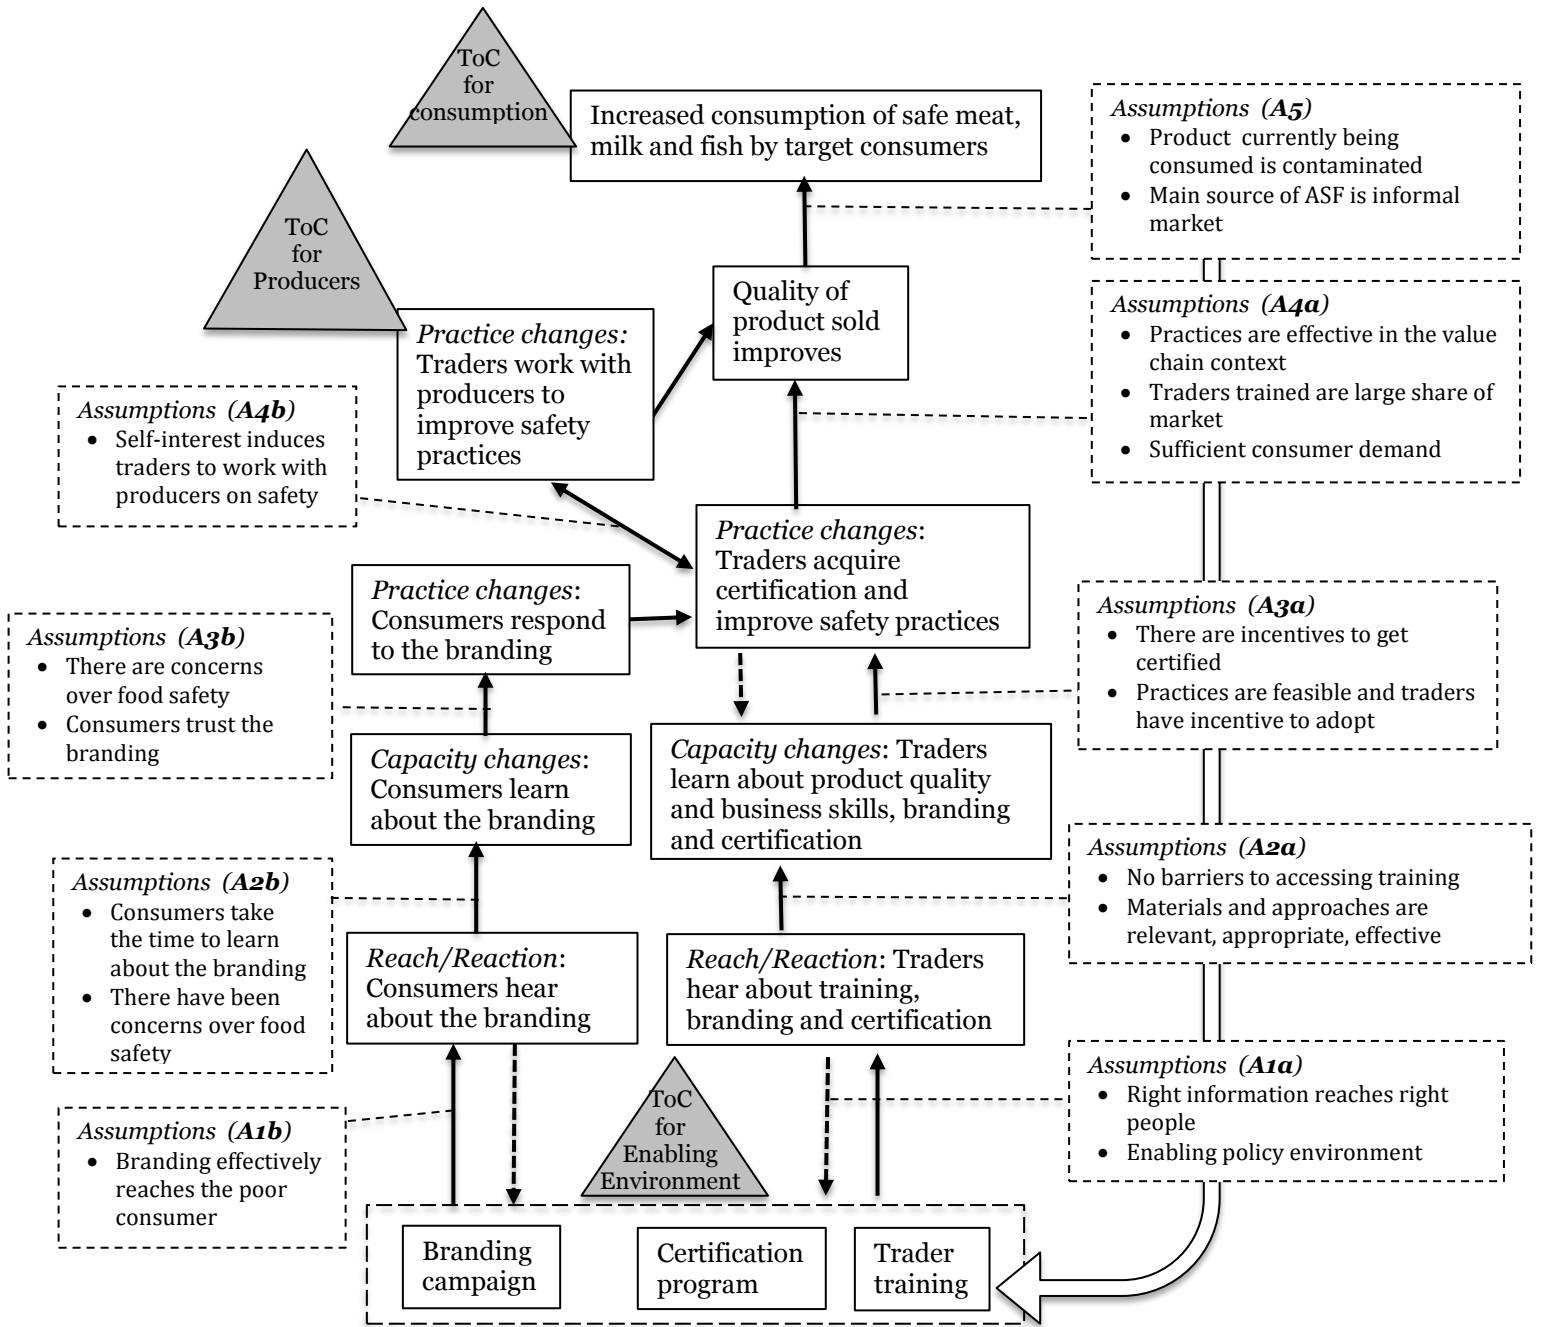 ToC
for
consumption
Increased consumption of safe meat,
milk and fish by target consumers
Assumptions (A5)
• Product currently being
consumed is contaminated
• Main source of ASF is informal
market
ToC
for
Producers
Quality of
product sold
improves
Assumptions (A4a)
• Practices are effective in the value
chain context
• Traders trained are large share of
market
• Sufficient consumer demand
Practice changes:
Traders work with
producers to
improve safety
practices
Assumptions (A4b)
• Self-interest induces
traders to work with
producers on safety
Practice changes:
Traders acquire
certification and
improve safety practices
Practice changes:
Consumers respond
to the branding
Assumptions (A3a)
• There are incentives to get
certified
• Practices are feasible and traders
have incentive to adopt
Assumptions (A3b)
• There are concerns
over food safety
• Consumers trust the
branding
Capacity changes:
Consumers learn
about the branding
Capacity changes: Traders
learn about product quality
and business skills, branding
and certification
Assumptions (A2a)
• No barriers to accessing training
• Materials and approaches are
relevant, appropriate, effective
Assumptions (A2b)
• Consumers take
the time to learn
about the branding
• There have been
concerns over food
safety
Reach/Reaction:
Consumers hear
about the branding
Reach/Reaction: Traders
hear about training,
branding and certification
Assumptions (A1a)
• Right information reaches right
people
• Enabling policy environment
ToC
for
Enabling
Environment
Assumptions (A1b)
• Branding effectively
reaches the poor
consumer
Branding
campaign
Certification
program
Trader
training